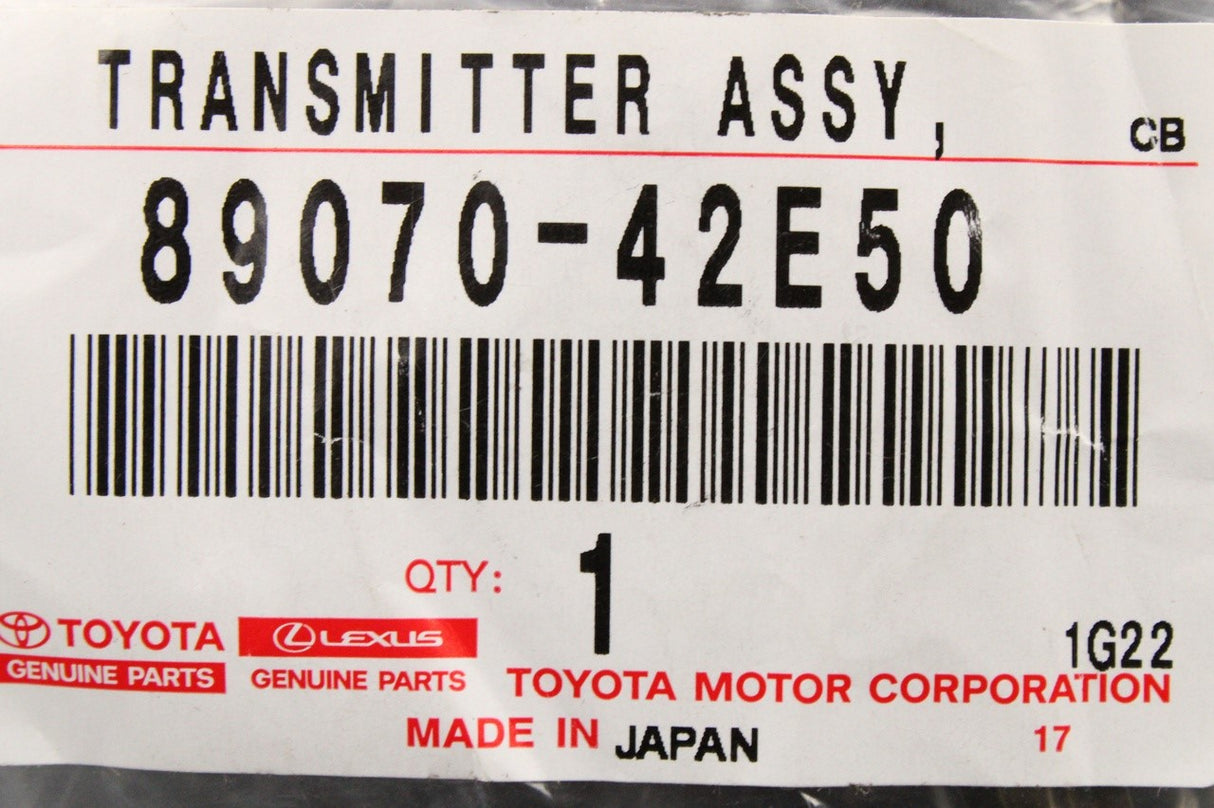 TRANSMITTER ASSY,
CB
89070-42E50
QTY: 1
1G22
TOYOTA
LEXUS
GENUINE PARTS
GENUINE PARTS
TOYOTA MOTOR CORPORATION
MADE IN JAPAN
17